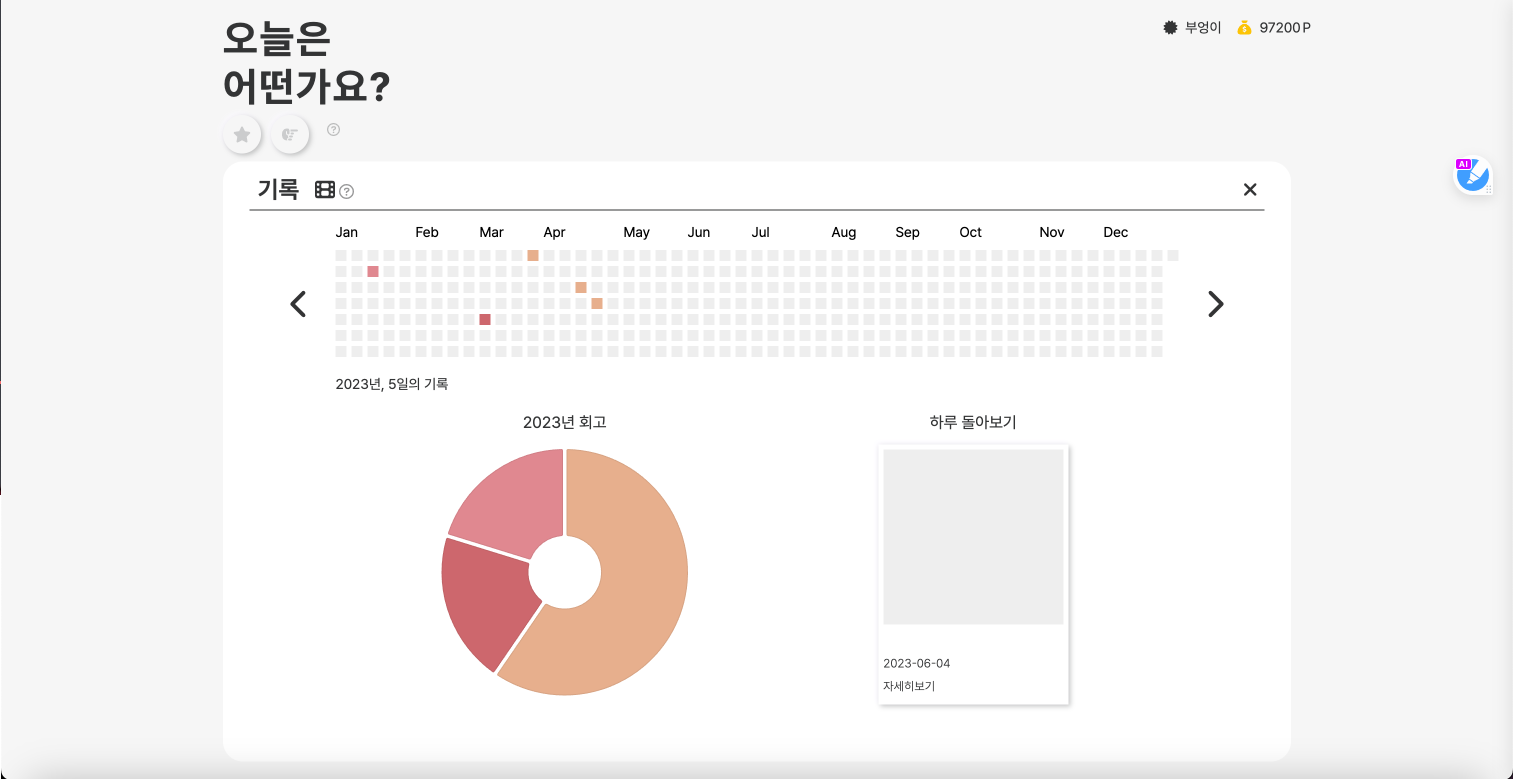 오늘은
어떤가요?
부엉이 97200 P
AI
기록
Jan Feb Mar Apr May Jun Jul Aug Sep Oct Nov Dec
2023년, 5일의 기록
2023년 회고
하루 돌아보기
2023-06-04
자세히보기